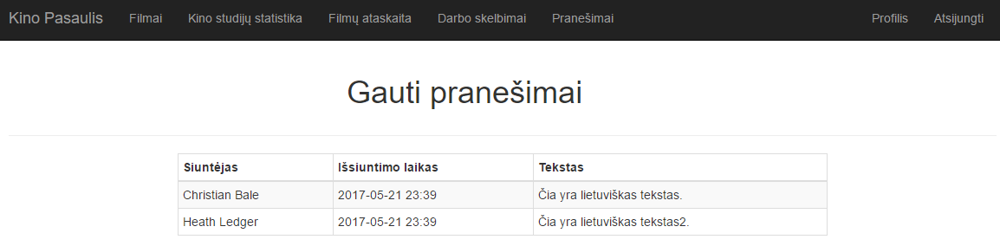 Kino Pasaulis Filmai Kino studijų statistika Filmų ataskaita Darbo skelbimai Pranešimai Profilis Atsijungti
Gauti pranešimai
Siuntėjas Išsiuntimo laikas Tekstas
Christian Bale 2017-05-21 23:39 Čia yra lietuviškas tekstas.
Heath Ledger 2017-05-21 23:39 Čia yra lietuviškas tekstas2.